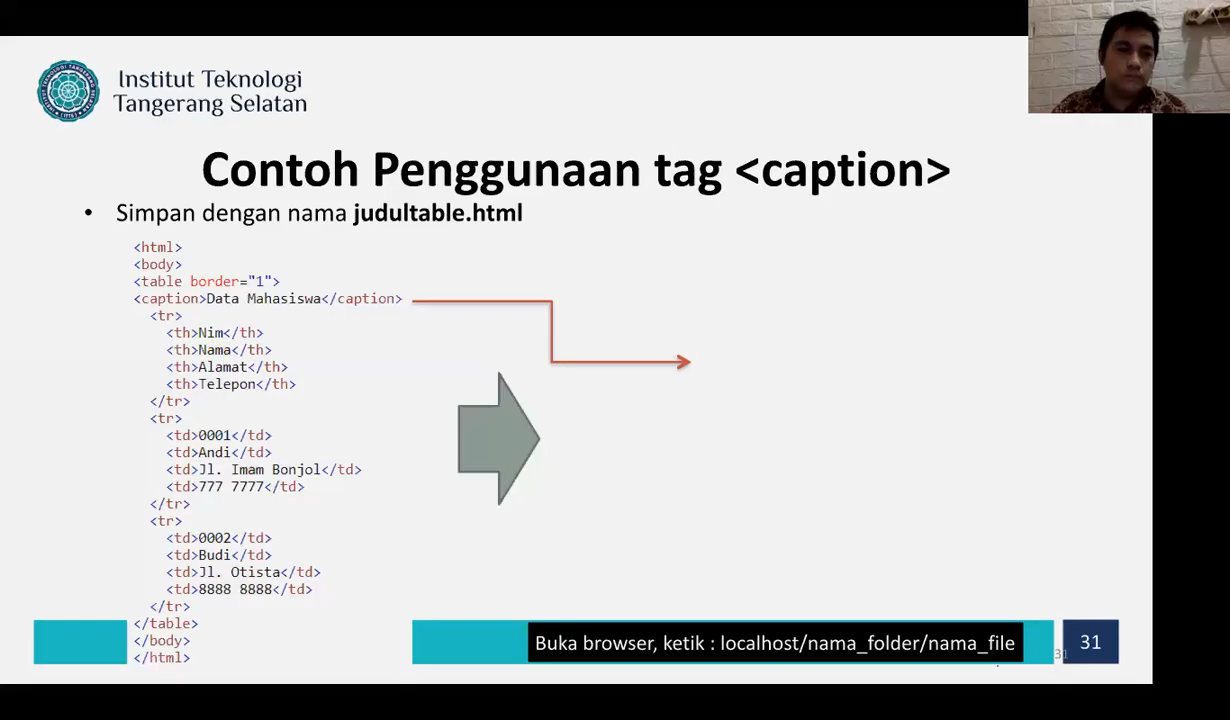 Institut Teknologi
Tangerang Selatan
Contoh Penggunaan tag <caption>
• Simpan dengan nama judultable.html
<html>
<body>
<table border="1">
<caption>Data Mahasiswa</caption>
<tr>
<th>Nim</th>
<th>Nama</th>
<th>Alamat</th>
<th>Telepon</th>
</tr>
<tr>
<td>0001</td>
<td>Andi</td>
<td>Jl. Imam Bonjol</td>
<td>777 7777</td>
</tr>
<tr>
<td>0002</td>
<td>Budi</td>
<td>Jl. Otista</td>
<td>8888 8888</td>
</tr>
</table>
</body>
</html>
Buka browser, ketik : localhost/nama_folder/nama_file
31
31